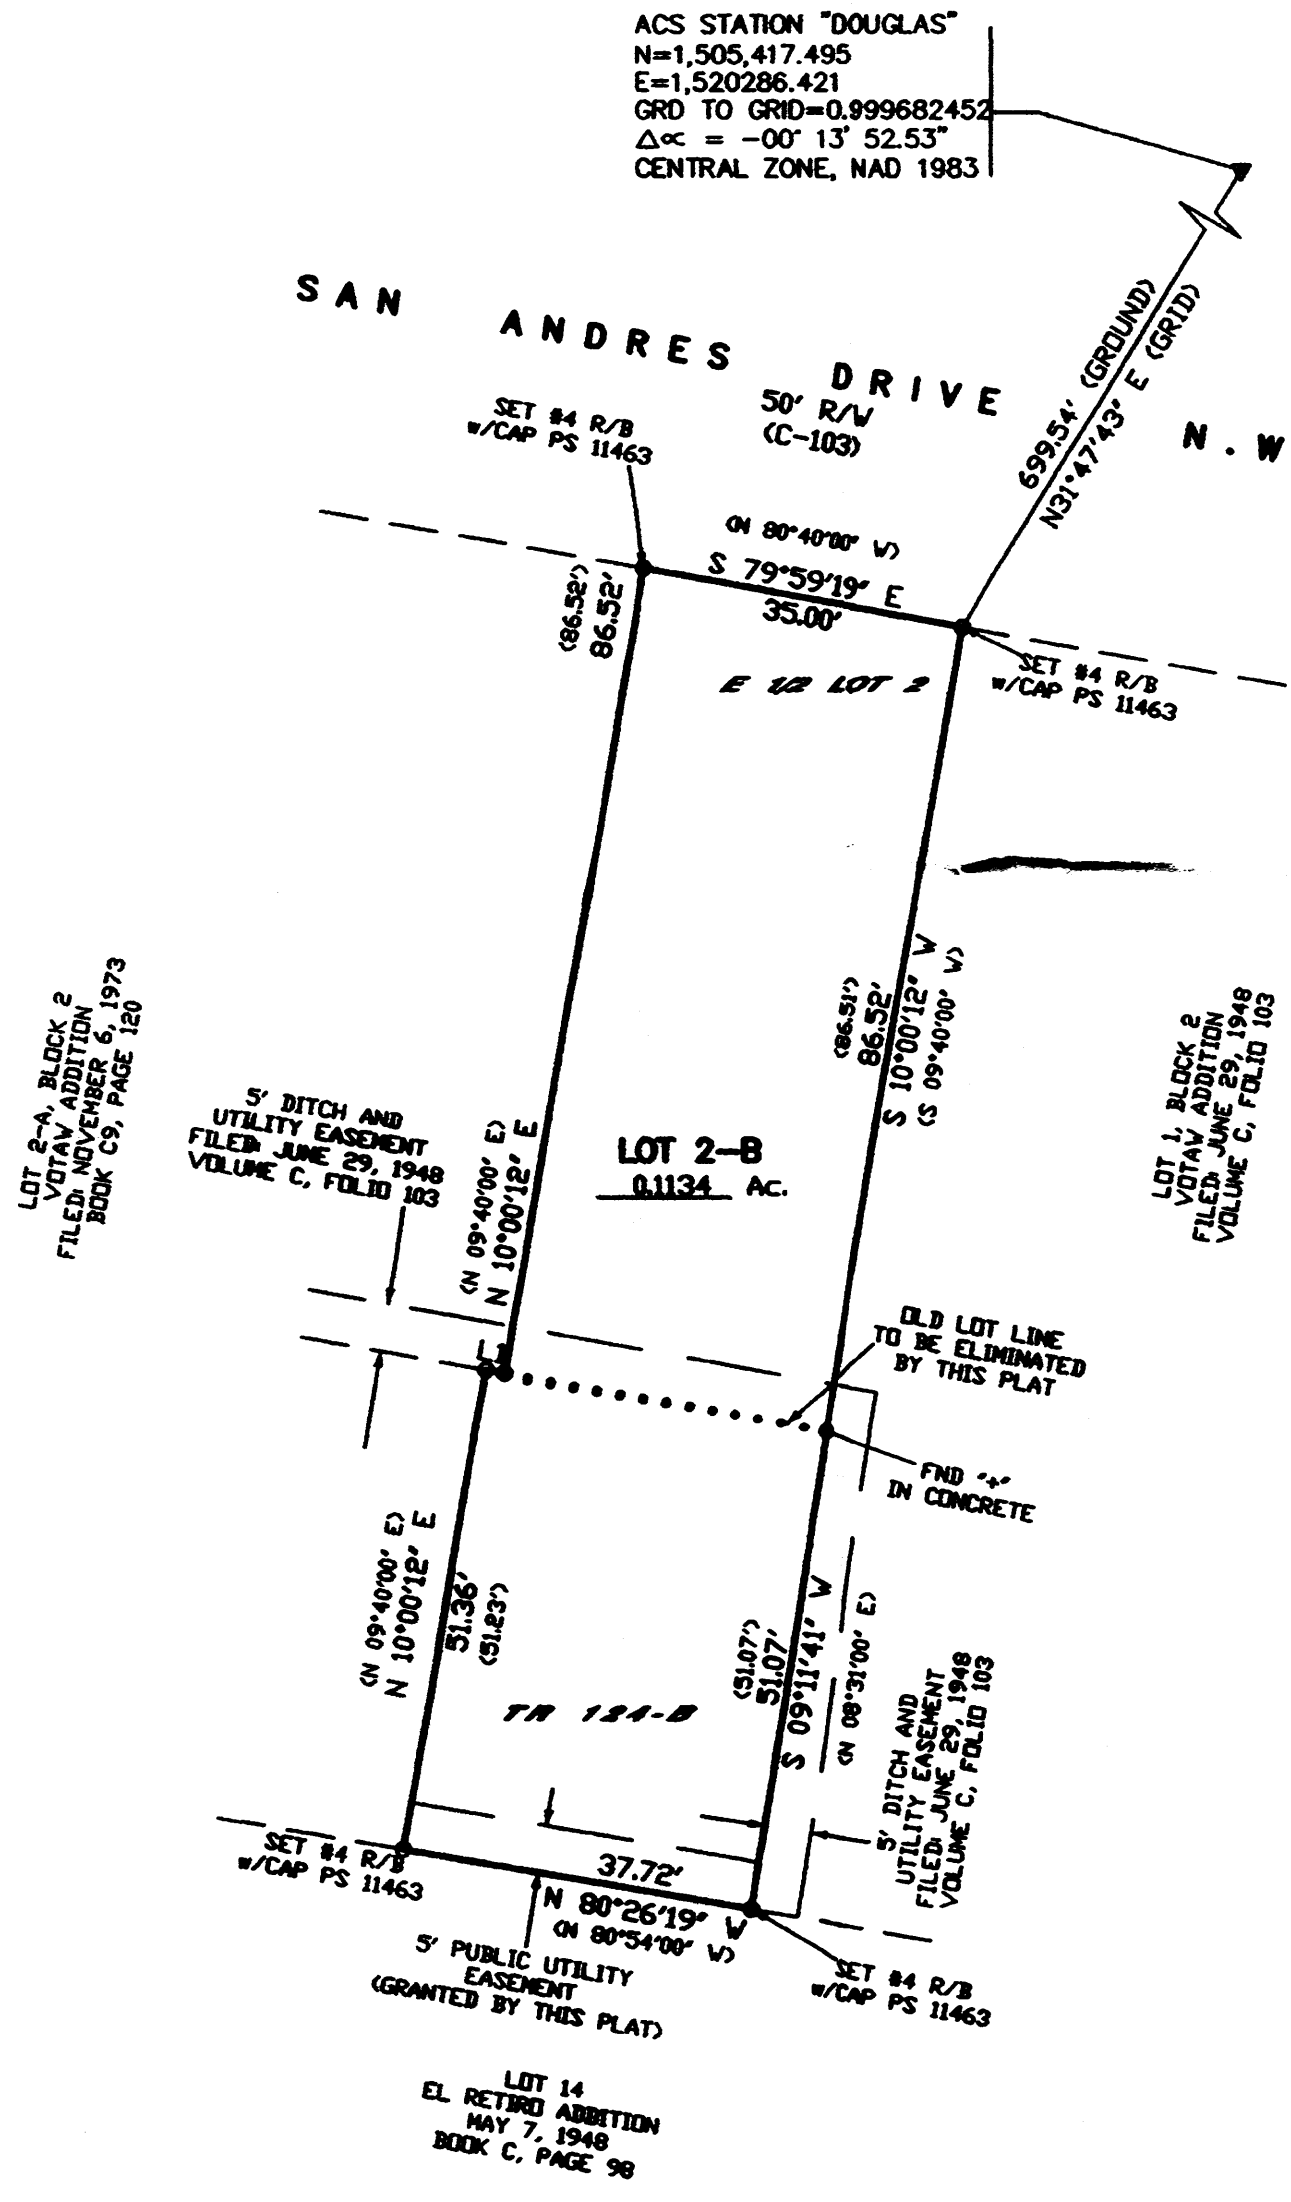 ACS STATION "DOUGLAS"
N=1,505,417.495
E=1,520286.421
GRD TO GRID=0.999682452
△∝ = -00° 13' 52.53"
CENTRAL ZONE, NAD 1983
SAN ANDRES DRIVE N.W
50' R/W
(C-103)
699.54' (GROUND)
N31°47'43" E (GRID)
SET #4 R/B
w/CAP PS 11463
(N 80°40'00" W)
S 79°59'19" E
35.00'
(86.52')
86.52'
SET #4 R/B
w/CAP PS 11463
E 1/2 LOT 2
(86.51')
86.52'
S 10°00'12" W
(S 09°40'00" W)
LOT 2-A, BLOCK 2
VOTAW ADDITION
FILED: NOVEMBER 6, 1973
BOOK C9, PAGE 120
LOT 1, BLOCK 2
VOTAW ADDITION
FILED: JUNE 29, 1948
VOLUME C, FOLIO 103
5' DITCH AND
UTILITY EASEMENT
FILED: JUNE 29, 1948
VOLUME C, FOLIO 103
(N 09°40'00" E)
N 10°00'12" E
LOT 2-B
0.1134 Ac.
OLD LOT LINE
TO BE ELIMINATED
BY THIS PLAT
L1
FND "+"
IN CONCRETE
(N 09°40'00" E)
N 10°00'12" E
51.36'
(51.23')
(51.07')
51.07'
S 09°11'41" W
(N 08°31'00" E)
TR 124-B
5' DITCH AND
UTILITY EASEMENT
FILED: JUNE 29, 1948
VOLUME C, FOLIO 103
SET #4 R/B
w/CAP PS 11463
37.72'
N 80°26'19" W
(N 80°54'00" W)
5' PUBLIC UTILITY
EASEMENT
(GRANTED BY THIS PLAT)
SET #4 R/B
w/CAP PS 11463
LOT 14
EL RETIRO ADDITION
MAY 7, 1948
BOOK C, PAGE 98